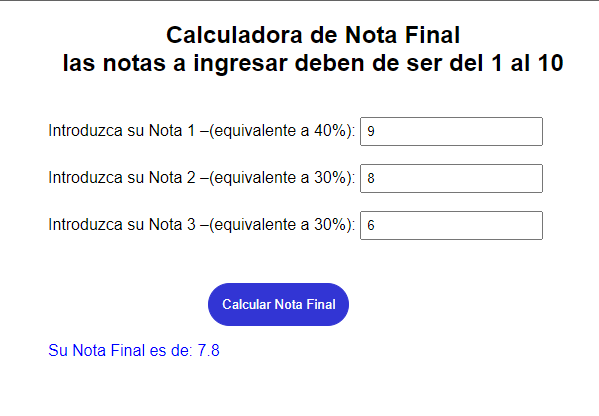 Calculadora de Nota Final
las notas a ingresar deben de ser del 1 al 10
Introduzca su Nota 1 –(equivalente a 40%): 9
Introduzca su Nota 2 –(equivalente a 30%): 8
Introduzca su Nota 3 –(equivalente a 30%): 6
Calcular Nota Final
Su Nota Final es de: 7.8